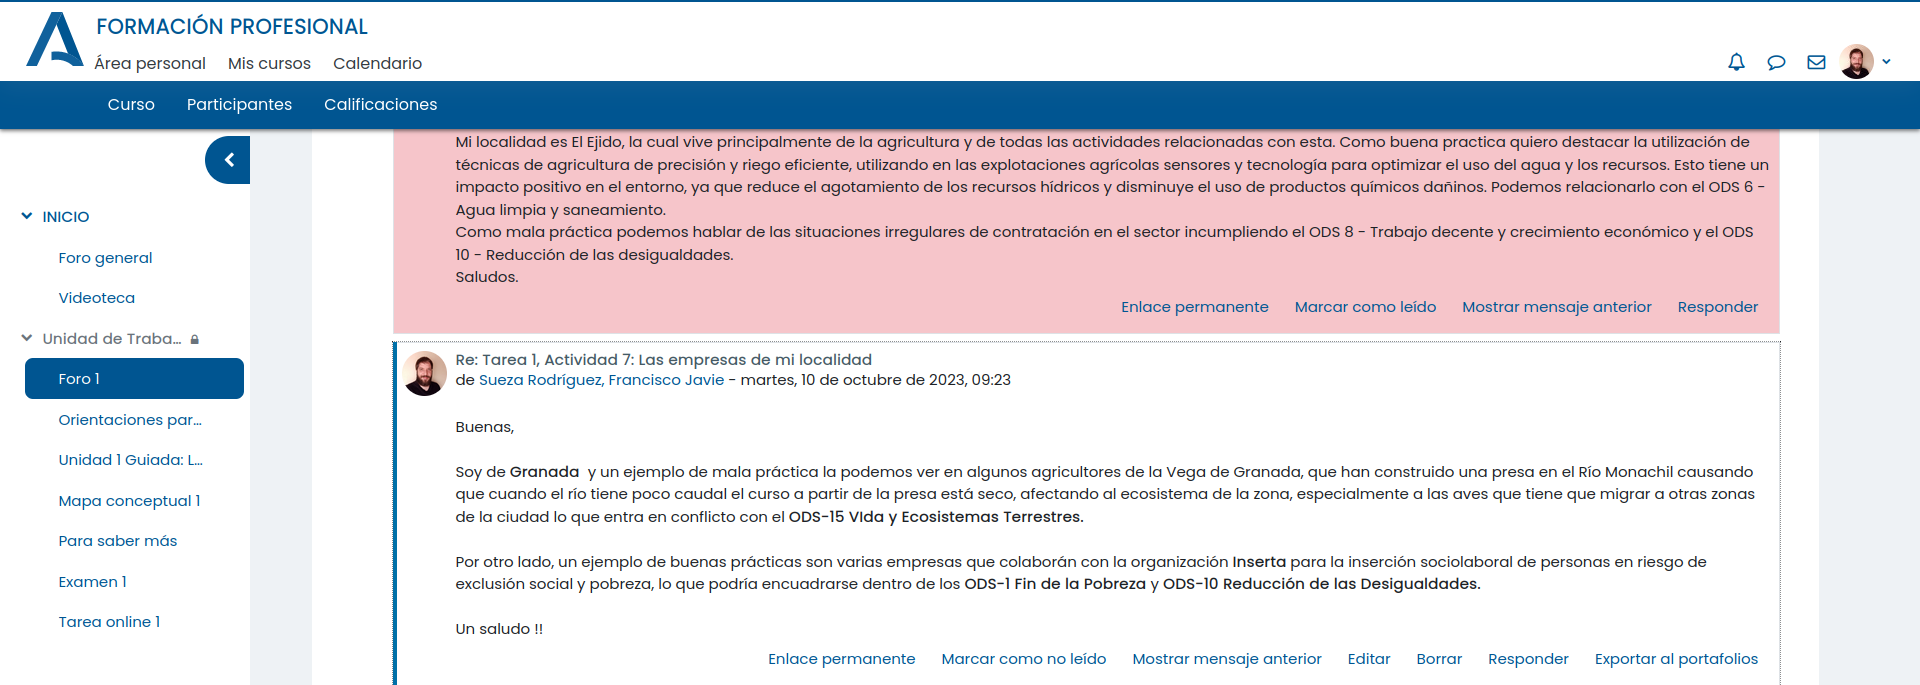 FORMACIÓN PROFESIONAL
Área personal Mis cursos Calendario
Curso Participantes Calificaciones
INICIO
Foro general
Videoteca
Unidad de Traba...
Foro 1
Orientaciones par...
Unidad 1 Guiada: L...
Mapa conceptual 1
Para saber más
Examen 1
Tarea online 1
Mi localidad es El Ejido, la cual vive principalmente de la agricultura y de todas las actividades relacionadas con esta. Como buena practica quiero destacar la utilización de
técnicas de agricultura de precisión y riego eficiente, utilizando en las explotaciones agrícolas sensores y tecnología para optimizar el uso del agua y los recursos. Esto tiene un
impacto positivo en el entorno, ya que reduce el agotamiento de los recursos hídricos y disminuye el uso de productos químicos dañinos. Podemos relacionarlo con el ODS 6 -
Agua limpia y saneamiento.
Como mala práctica podemos hablar de las situaciones irregulares de contratación en el sector incumpliendo el ODS 8 - Trabajo decente y crecimiento económico y el ODS
10 - Reducción de las desigualdades.
Saludos.
Enlace permanente Marcar como leído Mostrar mensaje anterior Responder
Re: Tarea 1, Actividad 7: Las empresas de mi localidad
de Sueza Rodríguez, Francisco Javie - martes, 10 de octubre de 2023, 09:23
Buenas,
Soy de Granada y un ejemplo de mala práctica la podemos ver en algunos agricultores de la Vega de Granada, que han construido una presa en el Río Monachil causando
que cuando el río tiene poco caudal el curso a partir de la presa está seco, afectando al ecosistema de la zona, especialmente a las aves que tiene que migrar a otras zonas
de la ciudad lo que entra en conflicto con el ODS-15 VIda y Ecosistemas Terrestres.
Por otro lado, un ejemplo de buenas prácticas son varias empresas que colaborán con la organización Inserta para la inserción sociolaboral de personas en riesgo de
exclusión social y pobreza, lo que podría encuadrarse dentro de los ODS-1 Fin de la Pobreza y ODS-10 Reducción de las Desigualdades.
Un saludo !!
Enlace permanente Marcar como no leído Mostrar mensaje anterior Editar Borrar Responder Exportar al portafolios